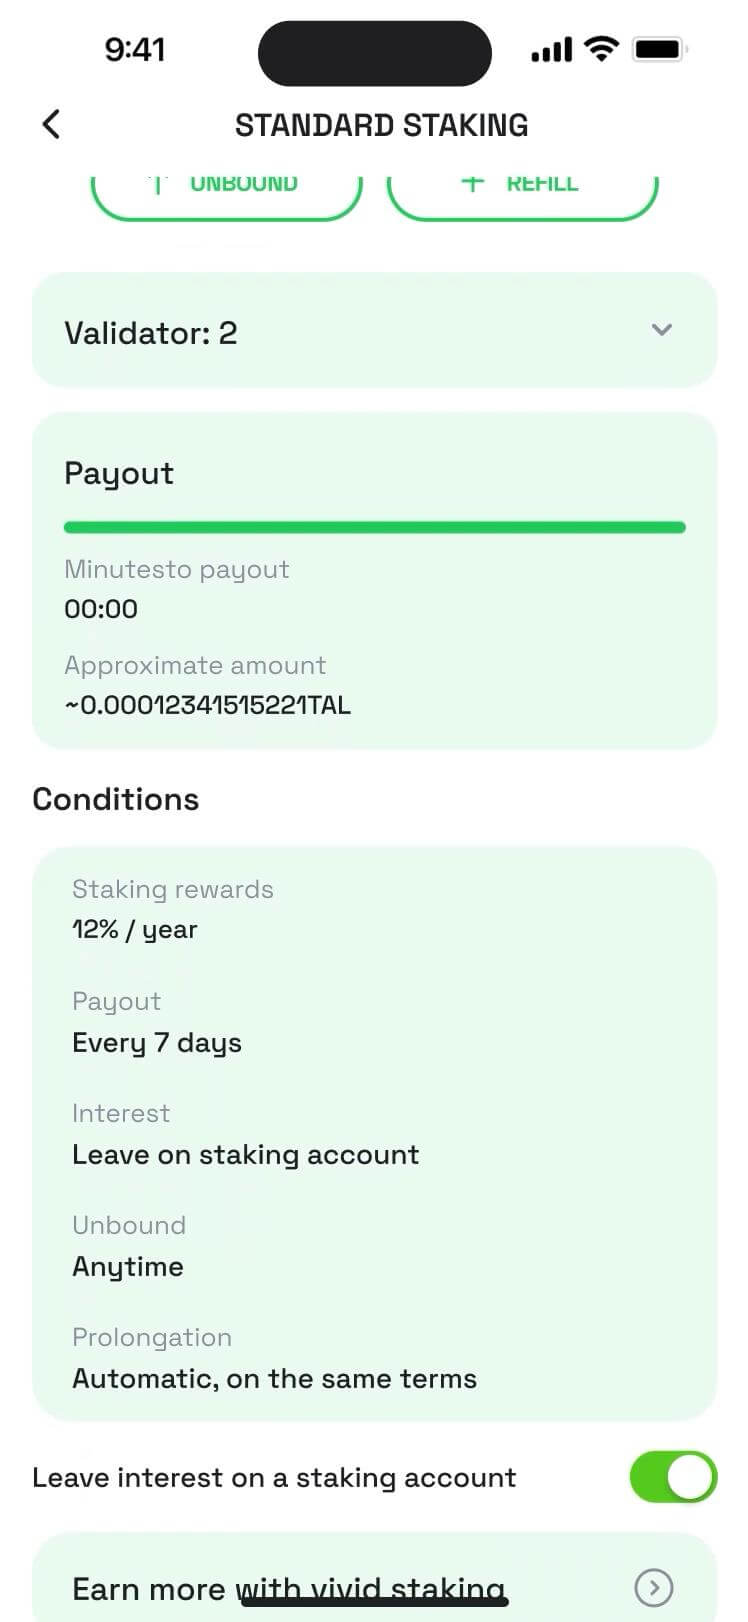 9:41
STANDARD STAKING
UNBOUND
REFILL
Validator: 2
Payout
Minutesto payout
00:00
Approximate amount
~0.00012341515221TAL
Conditions
Staking rewards
12% / year
Payout
Every 7 days
Interest
Leave on staking account
Unbound
Anytime
Prolongation
Automatic, on the same terms
Leave interest on a staking account
Earn more with vivid staking